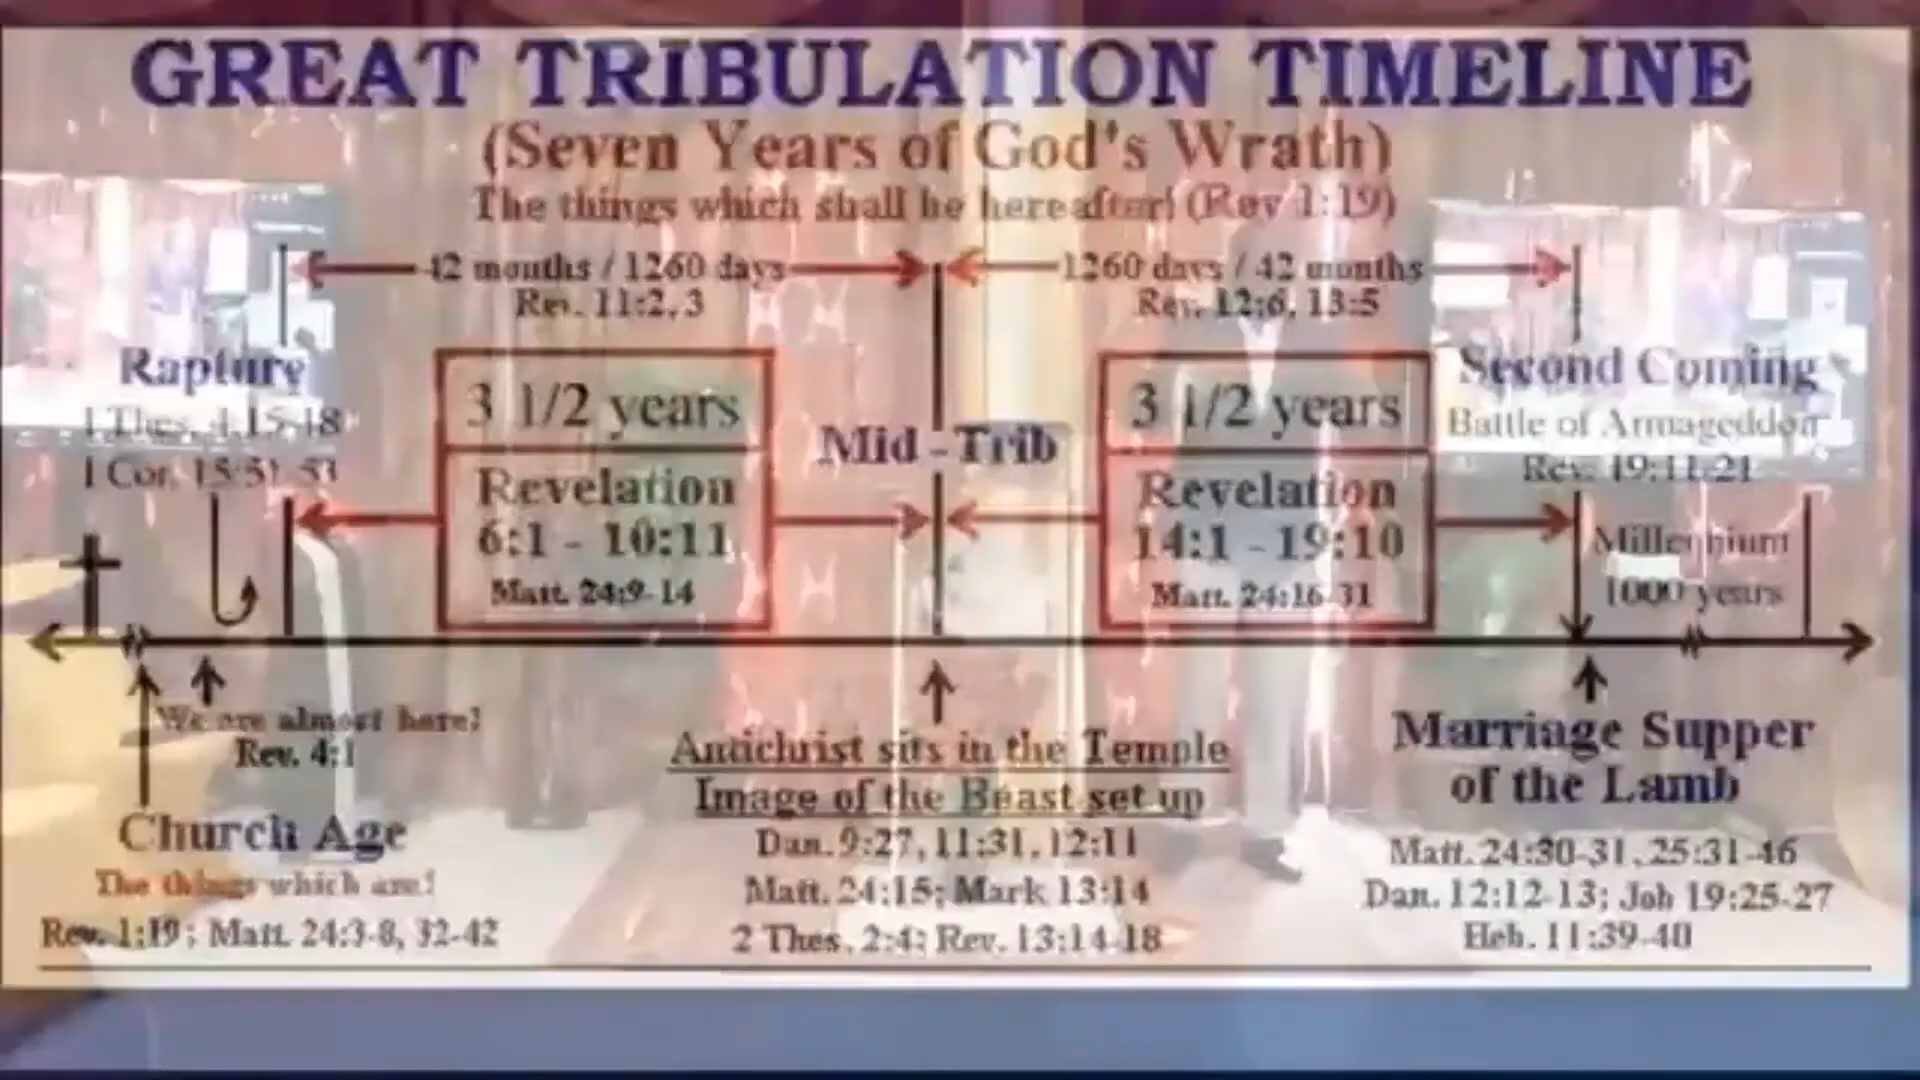 GREAT TRIBULATION TIMELINE
(Seven Years of God's Wrath)
The things which shall be hereafter! (Rev 1:19)
42 months / 1260 days
Rev. 11:2, 3
1260 days / 42 months
Rev. 12:6, 13:5
Rapture
I Thes. 4:15-18
I Cor. 15:51-53
3 1/2 years
Revelation
6:1 - 10:11
Matt. 24:9-14
Mid-Trib
3 1/2 years
Revelation
14:1 - 19:10
Matt. 24:16-31
Second Coming
Battle of Armageddon
Rev. 19:11-21
Millennium
1000 years
We are almost here!
Rev. 4:1
Church Age
The things which are!
Rev. 1:19; Matt. 24:3-8, 32-42
Antichrist sits in the Temple
Image of the Beast set up
Dan. 9:27, 11:31, 12:11
Matt. 24:15; Mark 13:14
2 Thes. 2:4; Rev. 13:14-18
Marriage Supper
of the Lamb
Matt. 24:30-31, 25:31-46
Dan. 12:12-13; Job 19:25-27
Heb. 11:39-40